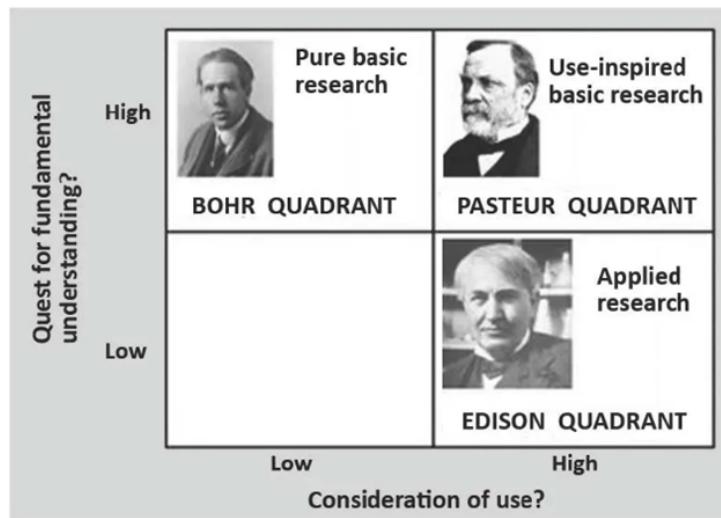 Quest for fundamental
understanding?
High
Low
Pure basic
research
BOHR QUADRANT
Use-inspired
basic research
PASTEUR QUADRANT
Applied
research
EDISON QUADRANT
Low
High
Consideration of use?